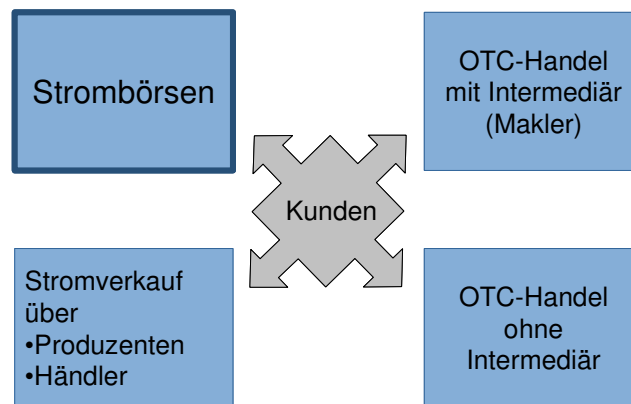 Strombörsen
OTC-Handel
mit Intermediär
(Makler)
Kunden
Stromverkauf
über
•Produzenten
•Händler
OTC-Handel
ohne
Intermediär